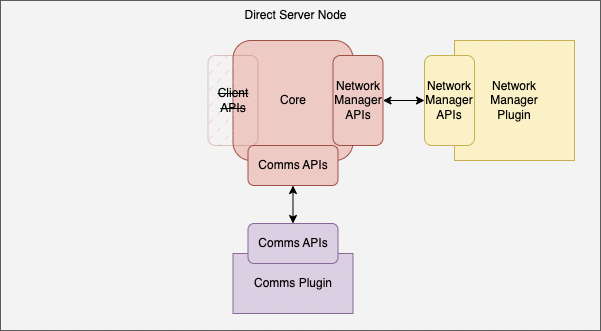 Direct Server Node
Client
APIs
Core
Network
Manager
APIs
Network
Manager
APIs
Network
Manager
Plugin
Comms APIs
Comms APIs
Comms Plugin